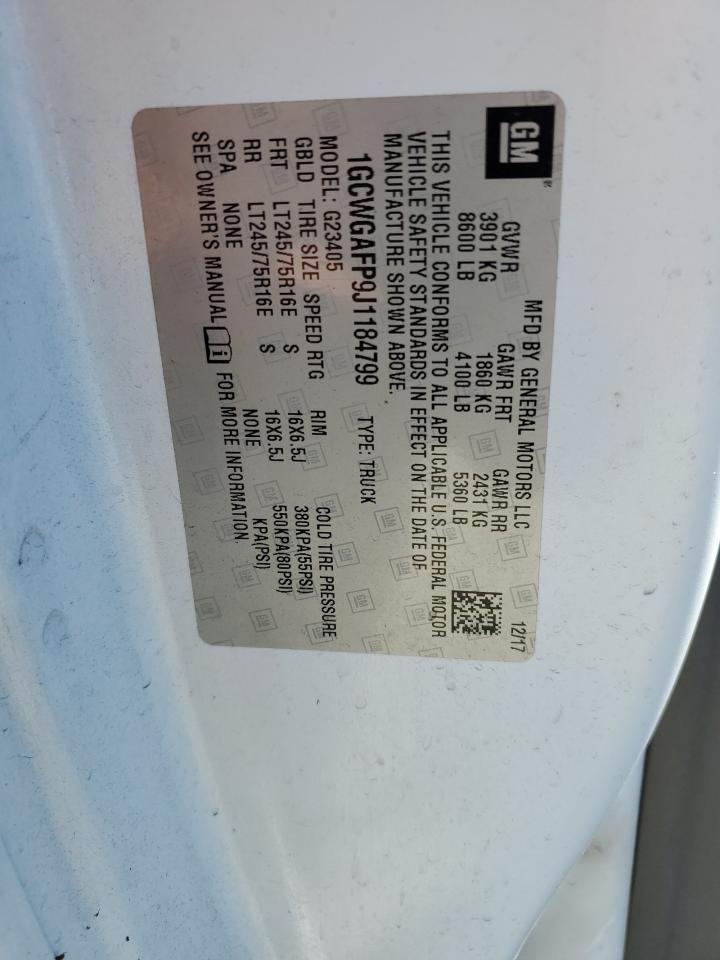 GM
MFD BY GENERAL MOTORS LLC 12/17
GVWR GAWR FRT GAWR RR
3901 KG 1860 KG 2431 KG
8600 LB 4100 LB 5360 LB
THIS VEHICLE CONFORMS TO ALL APPLICABLE U.S. FEDERAL MOTOR
VEHICLE SAFETY STANDARDS IN EFFECT ON THE DATE OF
MANUFACTURE SHOWN ABOVE.
1GCWGAFP9J1184799 TYPE: TRUCK
MODEL: G23405
GBLD TIRE SIZE SPEED RTG RIM COLD TIRE PRESSURE
FRT LT245/75R16E S 16X6.5J 380KPA(55PSI)
RR LT245/75R16E S 16X6.5J 550KPA(80PSI)
SPA NONE NONE KPA(PSI)
SEE OWNER'S MANUAL i FOR MORE INFORMATION.